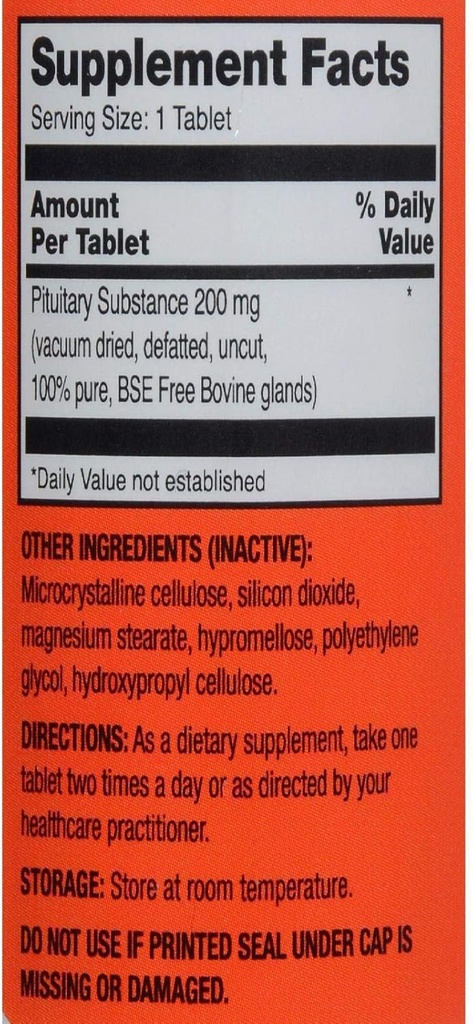 Supplement Facts
Serving Size: 1 Tablet
Amount % Daily
Per Tablet Value
Pituitary Substance 200 mg *
(vacuum dried, defatted, uncut,
100% pure, BSE Free Bovine glands)
*Daily Value not established
OTHER INGREDIENTS (INACTIVE):
Microcrystalline cellulose, silicon dioxide,
magnesium stearate, hypromellose, polyethylene
glycol, hydroxypropyl cellulose.
DIRECTIONS: As a dietary supplement, take one
tablet two times a day or as directed by your
healthcare practitioner.
STORAGE: Store at room temperature.
DO NOT USE IF PRINTED SEAL UNDER CAP IS
MISSING OR DAMAGED.